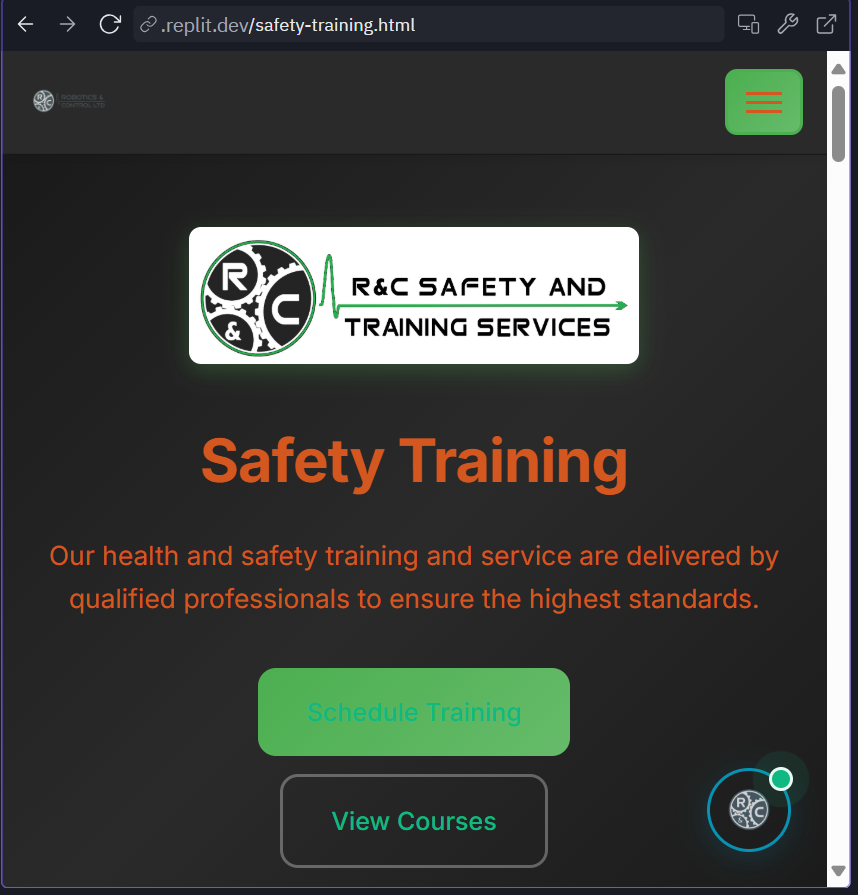 .replit.dev/safety-training.html
R&C ROBOTICS &
CONTROL LTD
R & C
R&C SAFETY AND
TRAINING SERVICES
Safety Training
Our health and safety training and service are delivered by
qualified professionals to ensure the highest standards.
Schedule Training
View Courses
R & C